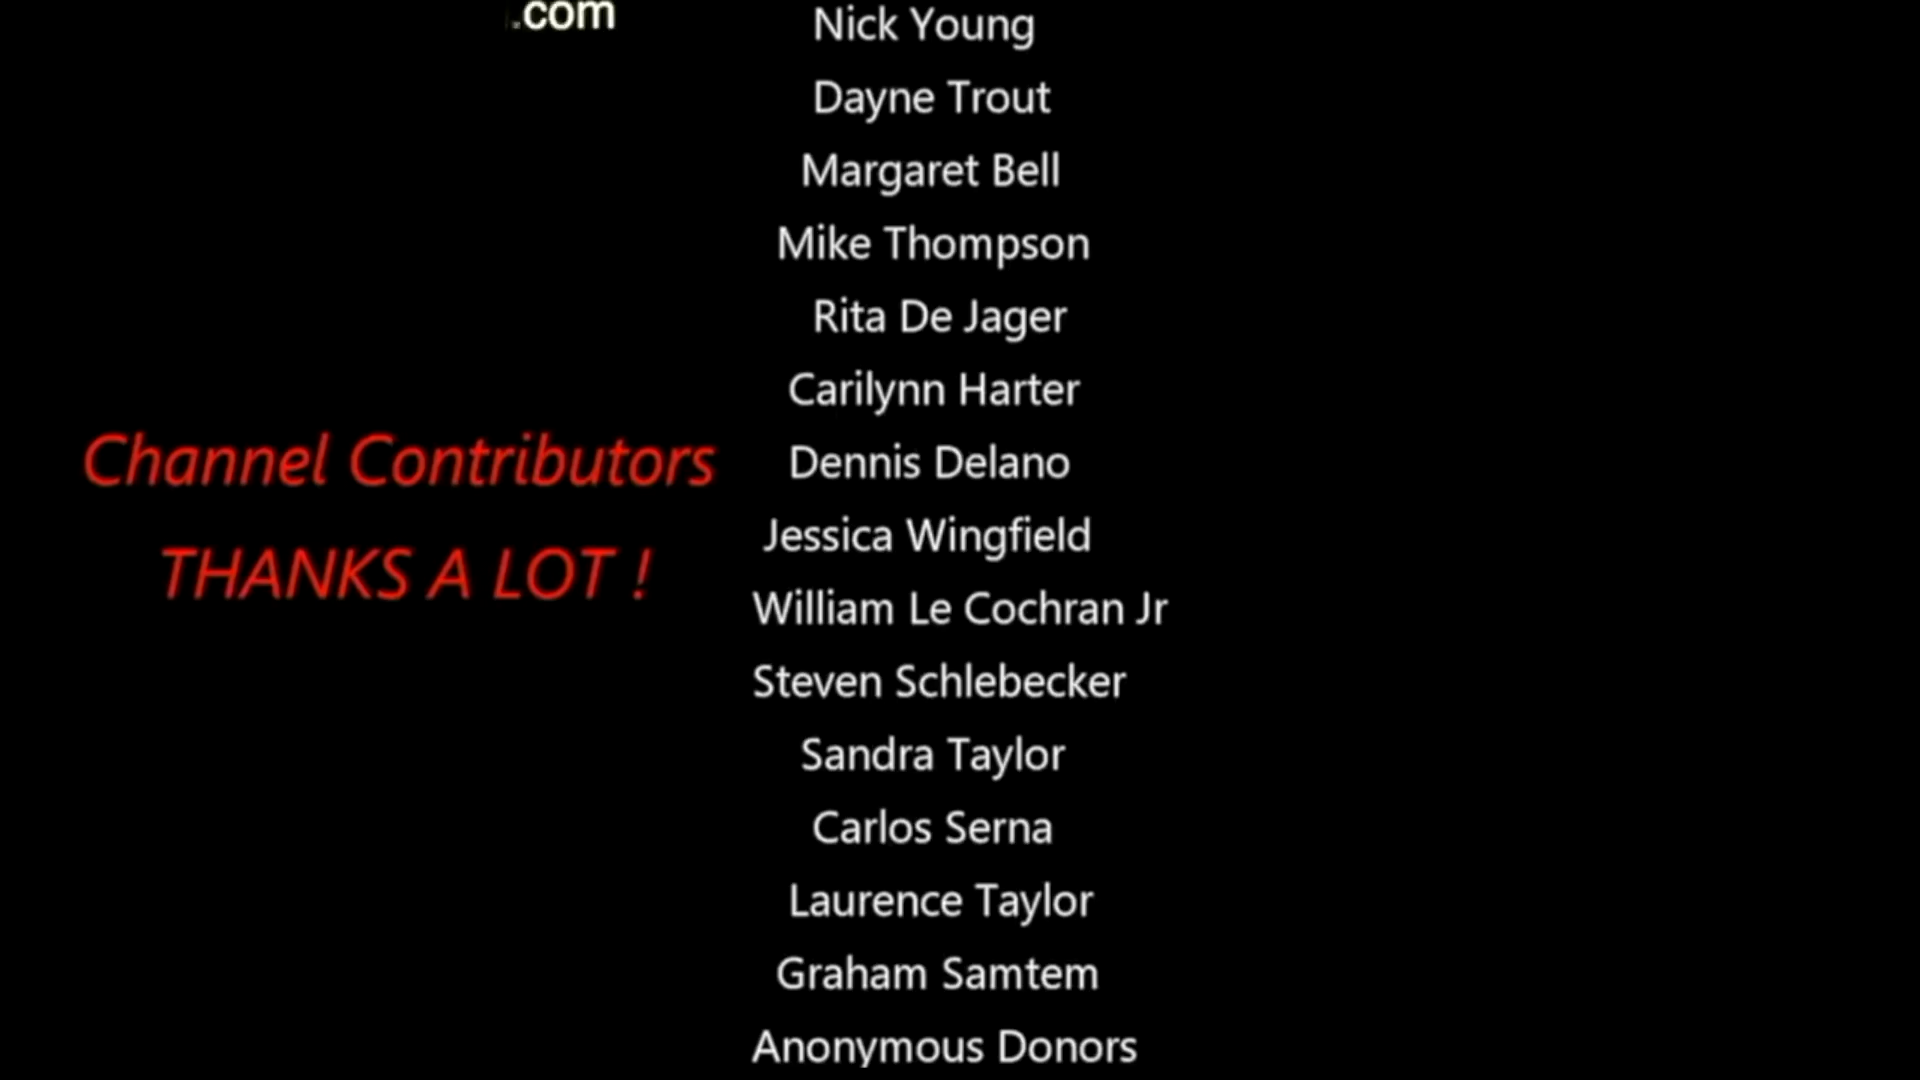 .com
Nick Young
Dayne Trout
Margaret Bell
Mike Thompson
Rita De Jager
Carilynn Harter
Channel Contributors
THANKS A LOT !
Dennis Delano
Jessica Wingfield
William Le Cochran Jr
Steven Schlebecker
Sandra Taylor
Carlos Serna
Laurence Taylor
Graham Samtem
Anonymous Donors